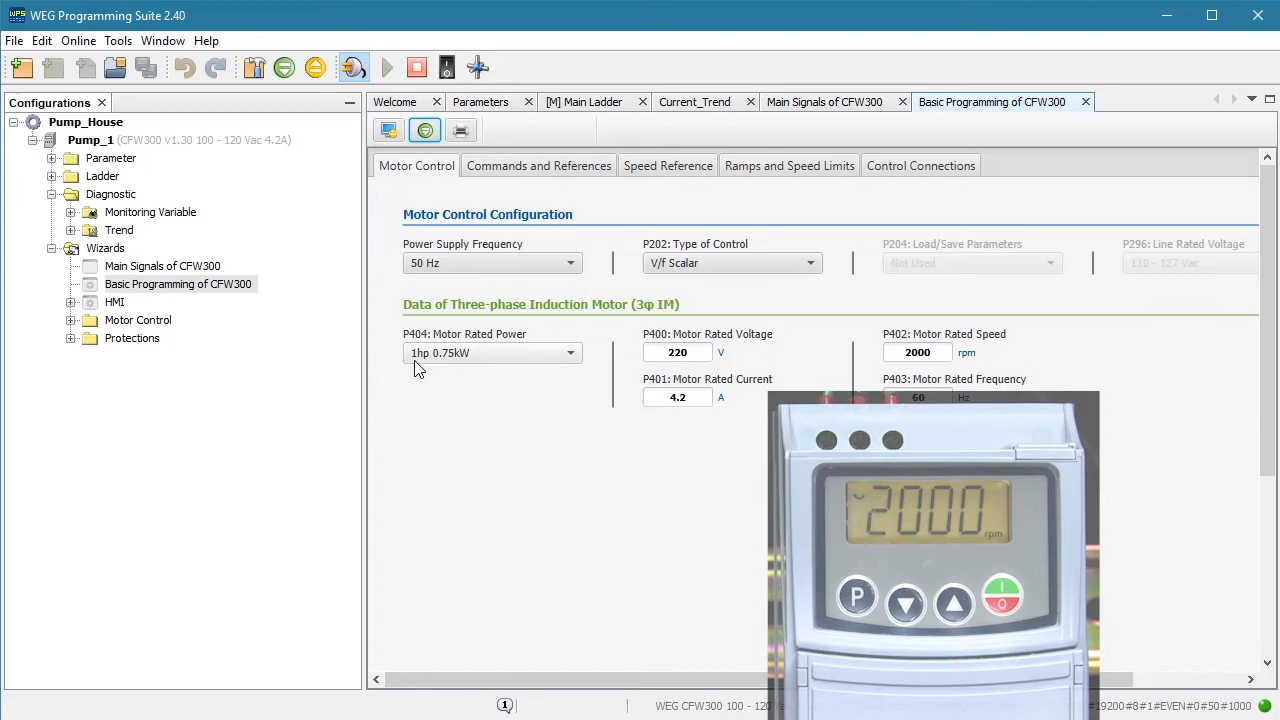 WPS WEG Programming Suite 2.40
File Edit Online Tools Window Help
Configurations
Welcome Parameters [M] Main Ladder Current_Trend Main Signals of CFW300 Basic Programming of CFW300
Pump_House
Pump_1 (CFW300 v1.30 100 - 120 Vac 4.2A)
Parameter
Ladder
Diagnostic
Monitoring Variable
Trend
Wizards
Main Signals of CFW300
Basic Programming of CFW300
HMI
Motor Control
Protections
Motor Control Commands and References Speed Reference Ramps and Speed Limits Control Connections
Motor Control Configuration
Power Supply Frequency P202: Type of Control P204: Load/Save Parameters P296: Line Rated Voltage
50 Hz V/f Scalar Not Used 110 - 127 Vac
Data of Three-phase Induction Motor (3φ IM)
P404: Motor Rated Power P400: Motor Rated Voltage P402: Motor Rated Speed
1hp 0.75kW 220 V 2000 rpm
P401: Motor Rated Current P403: Motor Rated Frequency
4.2 A 60 Hz
2000 rpm
P I O
1 WEG CFW300 100 - 120 #19200#8#1#EVEN#0#50#1000